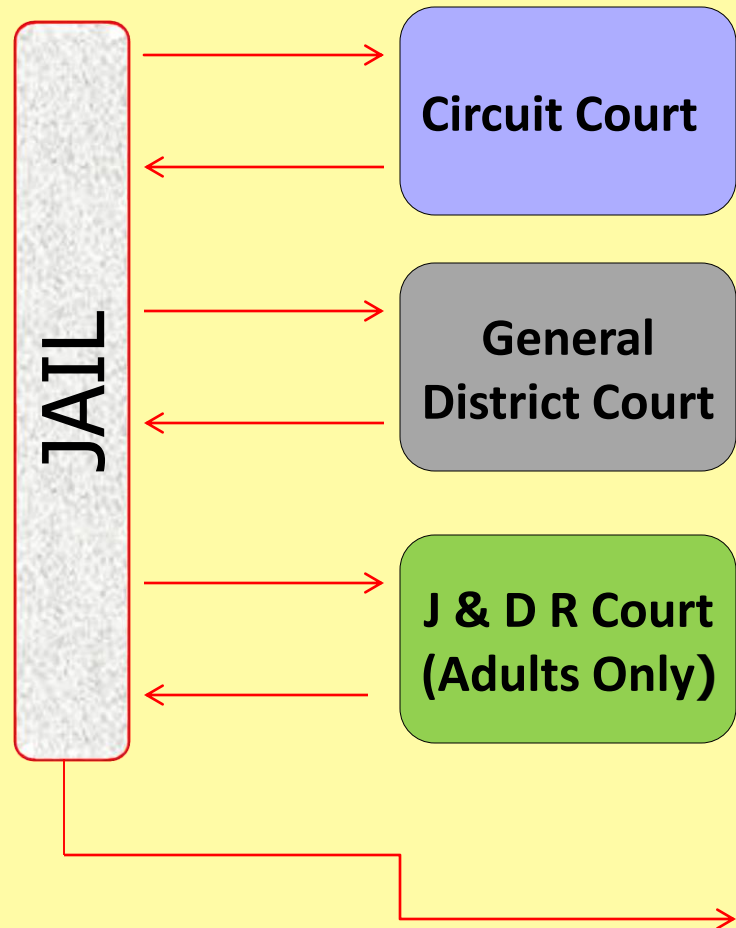 JAIL
Circuit Court
General
District Court
J & D R Court
(Adults Only)